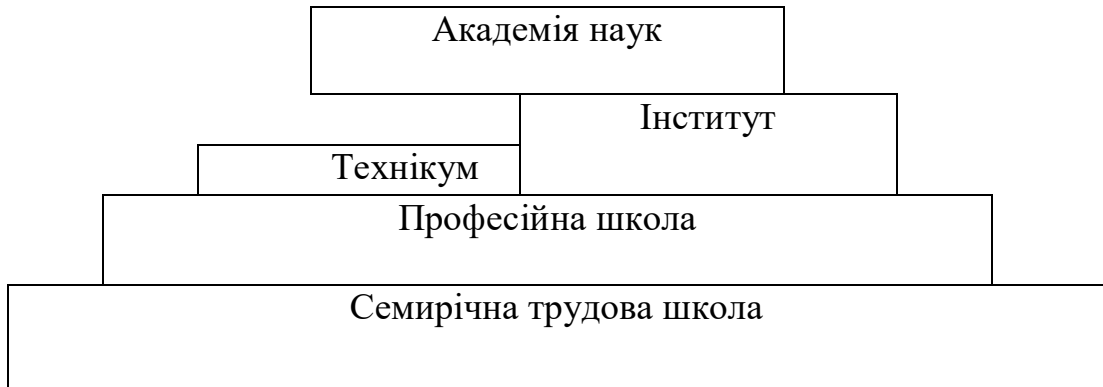 Академія наук
Інститут
Технікум
Професійна школа
Семирічна трудова школа